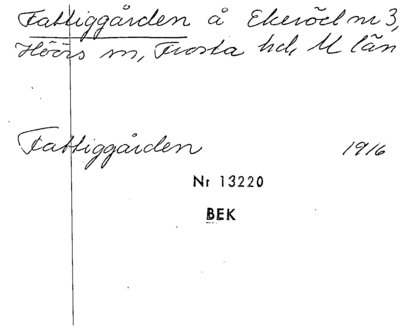 Fattiggården å Ekeröd nr 3,
Höörs sn, Frosta hd, M län
Fattiggården 1916
Nr 13220
BEK